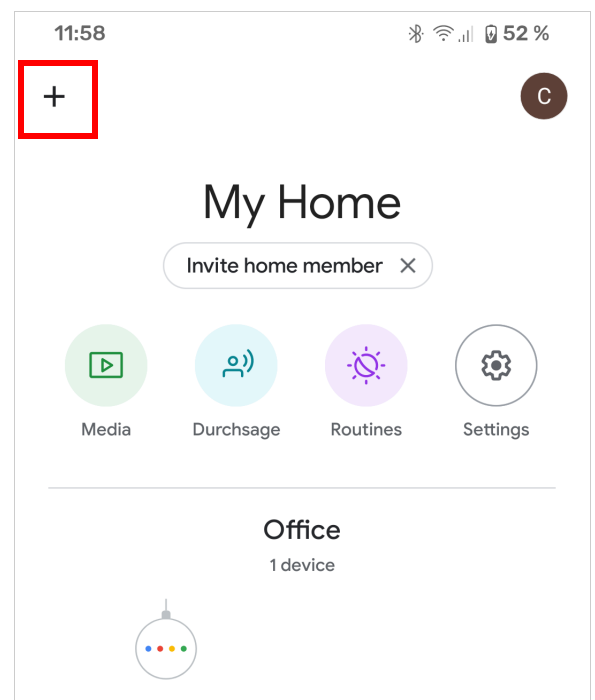 11:58 52 %
+ C
My Home
Invite home member
Media Durchsage Routines Settings
Office
1 device